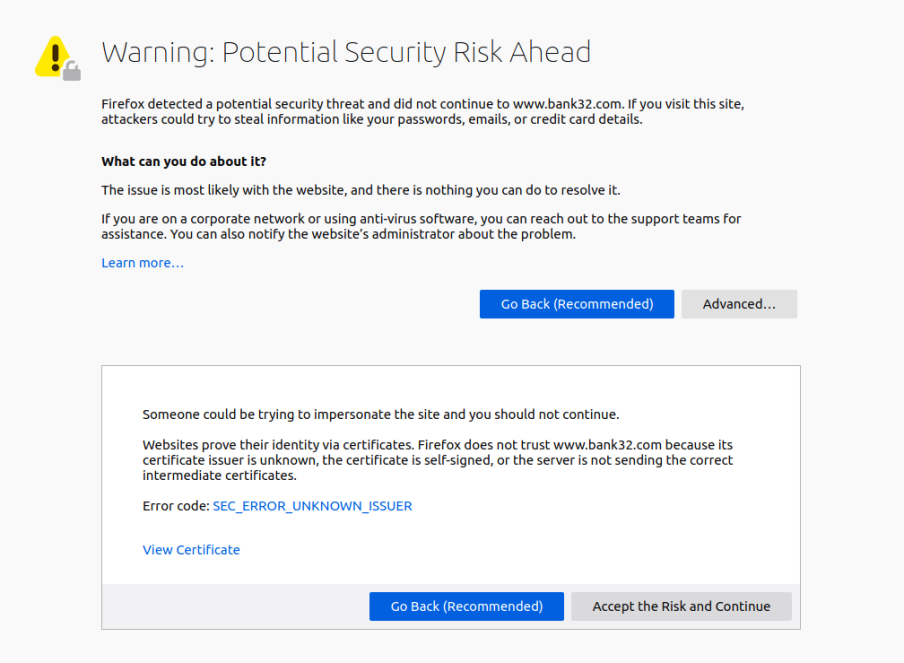 Warning: Potential Security Risk Ahead
Firefox detected a potential security threat and did not continue to www.bank32.com. If you visit this site,
attackers could try to steal information like your passwords, emails, or credit card details.
What can you do about it?
The issue is most likely with the website, and there is nothing you can do to resolve it.
If you are on a corporate network or using anti-virus software, you can reach out to the support teams for
assistance. You can also notify the website’s administrator about the problem.
Learn more…
Go Back (Recommended) Advanced…
Someone could be trying to impersonate the site and you should not continue.
Websites prove their identity via certificates. Firefox does not trust www.bank32.com because its
certificate issuer is unknown, the certificate is self-signed, or the server is not sending the correct
intermediate certificates.
Error code: SEC_ERROR_UNKNOWN_ISSUER
View Certificate
Go Back (Recommended) Accept the Risk and Continue